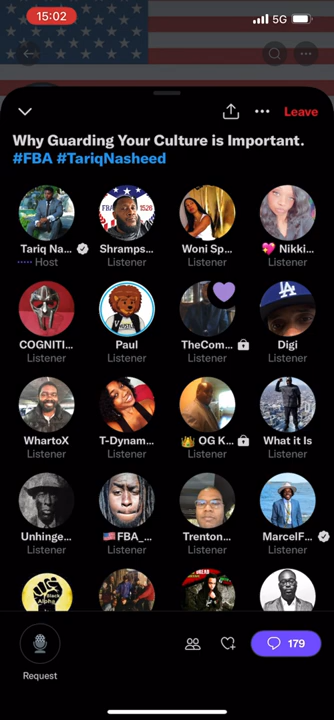 15:02
5G
Leave
Why Guarding Your Culture is Important.
#FBA #TariqNasheed
Tariq Na... Shramps... Woni Sp... 💖 Nikki...
Host Listener Listener Listener
COGNITI... Paul TheCom... Digi
Listener Listener Listener Listener
WhartoX T-Dynam... 👑 OG K... What it Is
Listener Listener Listener Listener
Unhinge... 🇺🇸FBA_... Trenton... MarcelF...
Listener Listener Listener Listener
Request
179